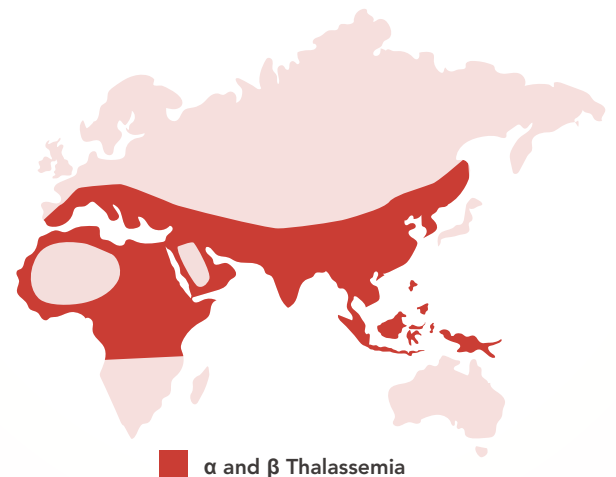 α and β Thalassemia